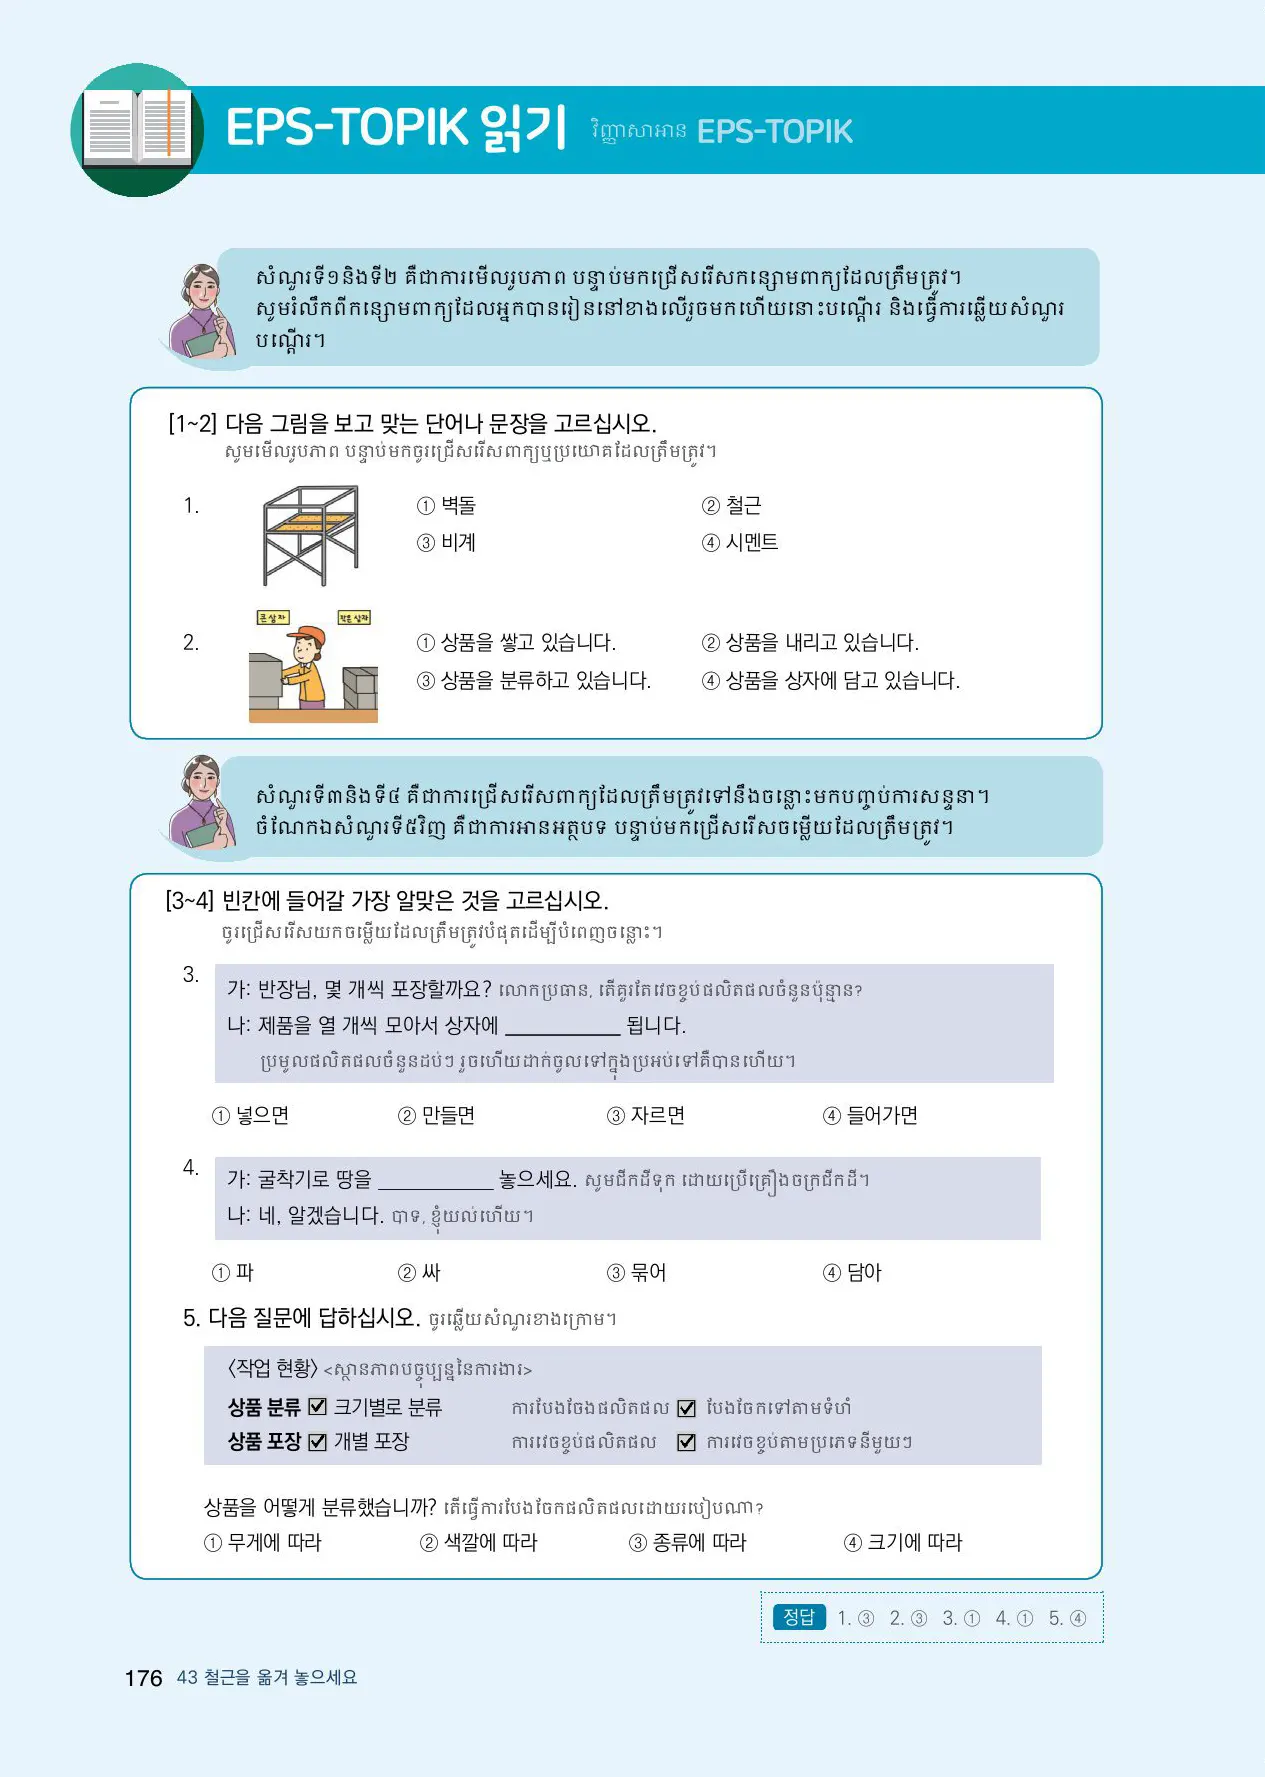 EPS-TOPIK 읽기 វិញ្ញាសាអាន EPS-TOPIK
សំណួរទី១និងទី២ គឺជាការមើលរូបភាព បន្ទាប់មកជ្រើសរើសកន្សោមពាក្យដែលត្រឹមត្រូវ។
សូមរំលឹកពីកន្សោមពាក្យដែលអ្នកបានរៀននៅខាងលើរួចមកហើយនោះបណ្តើរ និងធ្វើការឆ្លើយសំណួរ
បណ្តើរ។
[1~2] 다음 그림을 보고 맞는 단어나 문장을 고르십시오.
សូមមើលរូបភាព បន្ទាប់មកចូរជ្រើសរើសពាក្យឬប្រយោគដែលត្រឹមត្រូវ។
1. ① 벽돌 ② 철근
③ 비계 ④ 시멘트
큰 상자 작은 상자
2. ① 상품을 쌓고 있습니다. ② 상품을 내리고 있습니다.
③ 상품을 분류하고 있습니다. ④ 상품을 상자에 담고 있습니다.
សំណួរទី៣និងទី៤ គឺជាការជ្រើសរើសពាក្យដែលត្រឹមត្រូវទៅនឹងចន្លោះមកបញ្ចប់ការសន្ទនា។
ចំណែកឯសំណួរទី៥វិញ គឺជាការអានអត្ថបទ បន្ទាប់មកជ្រើសរើសចម្លើយដែលត្រឹមត្រូវ។
[3~4] 빈칸에 들어갈 가장 알맞은 것을 고르십시오.
ចូរជ្រើសរើសយកចម្លើយដែលត្រឹមត្រូវបំផុតដើម្បីបំពេញចន្លោះ។
3. 가: 반장님, 몇 개씩 포장할까요? លោកប្រធាន, តើគួរតែវេចខ្ចប់ផលិតផលចំនួនប៉ុន្មាន?
나: 제품을 열 개씩 모아서 상자에 ___________ 됩니다.
ប្រមូលផលិតផលចំនួនដប់ៗ រួចហើយដាក់ចូលទៅក្នុងប្រអប់ទៅគឺបានហើយ។
① 넣으면 ② 만들면 ③ 자르면 ④ 들어가면
4. 가: 굴착기로 땅을 ___________ 놓으세요. សូមជីកដីទុក ដោយប្រើគ្រឿងចក្រជីកដី។
나: 네, 알겠습니다. បាទ, ខ្ញុំយល់ហើយ។
① 파 ② 싸 ③ 묶어 ④ 담아
5. 다음 질문에 답하십시오. ចូរឆ្លើយសំណួរខាងក្រោម។
〈작업 현황〉 <ស្ថានភាពបច្ចុប្បន្ននៃការងារ>
상품 분류 ☑ 크기별로 분류 ការបែងចែងផលិតផល ☑ បែងចែកទៅតាមទំហំ
상품 포장 ☑ 개별 포장 ការវេចខ្ចប់ផលិតផល ☑ ការវេចខ្ចប់តាមប្រភេទនីមួយៗ
상품을 어떻게 분류했습니까? តើធ្វើការបែងចែកផលិតផលដោយរបៀបណា?
① 무게에 따라 ② 색깔에 따라 ③ 종류에 따라 ④ 크기에 따라
정답 1. ③ 2. ③ 3. ① 4. ① 5. ④
176 43 철근을 옮겨 놓으세요